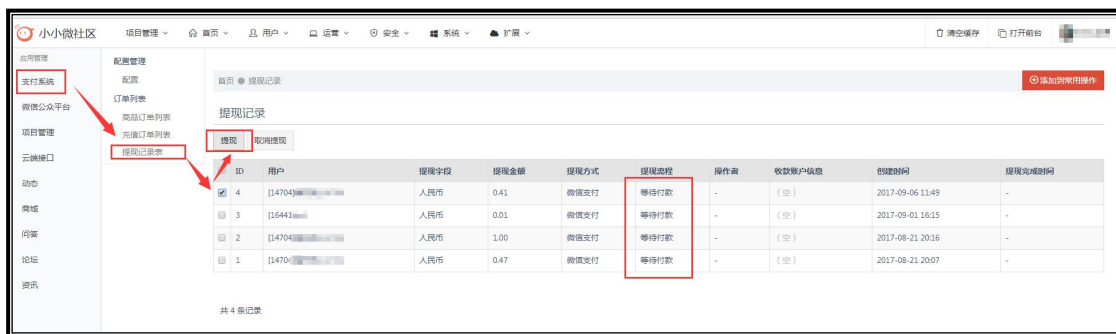 小小微社区 项目管理 首页 用户 运营 安全 系统 扩展 清空缓存 打开前台
应用管理
支付系统
微信公众平台
项目管理
云端接口
动态
商城
问答
论坛
资讯
配置管理
配置
订单列表
商品订单列表
充值订单列表
提现记录表
首页 提现记录 添加到常用操作
提现记录
提现 取消提现
ID 用户 提现字段 提现金额 提现方式 提现流程 操作者 收款账户信息 创建时间 提现完成时间
4 [14704] 人民币 0.41 微信支付 等待付款 - (空) 2017-09-06 11:49 -
3 [16441 人民币 0.01 微信支付 等待付款 - (空) 2017-09-01 16:15 -
2 [14704 人民币 1.00 微信支付 等待付款 - (空) 2017-08-21 20:16 -
1 [1470 人民币 0.47 微信支付 等待付款 - (空) 2017-08-21 20:07 -
共 4 条记录